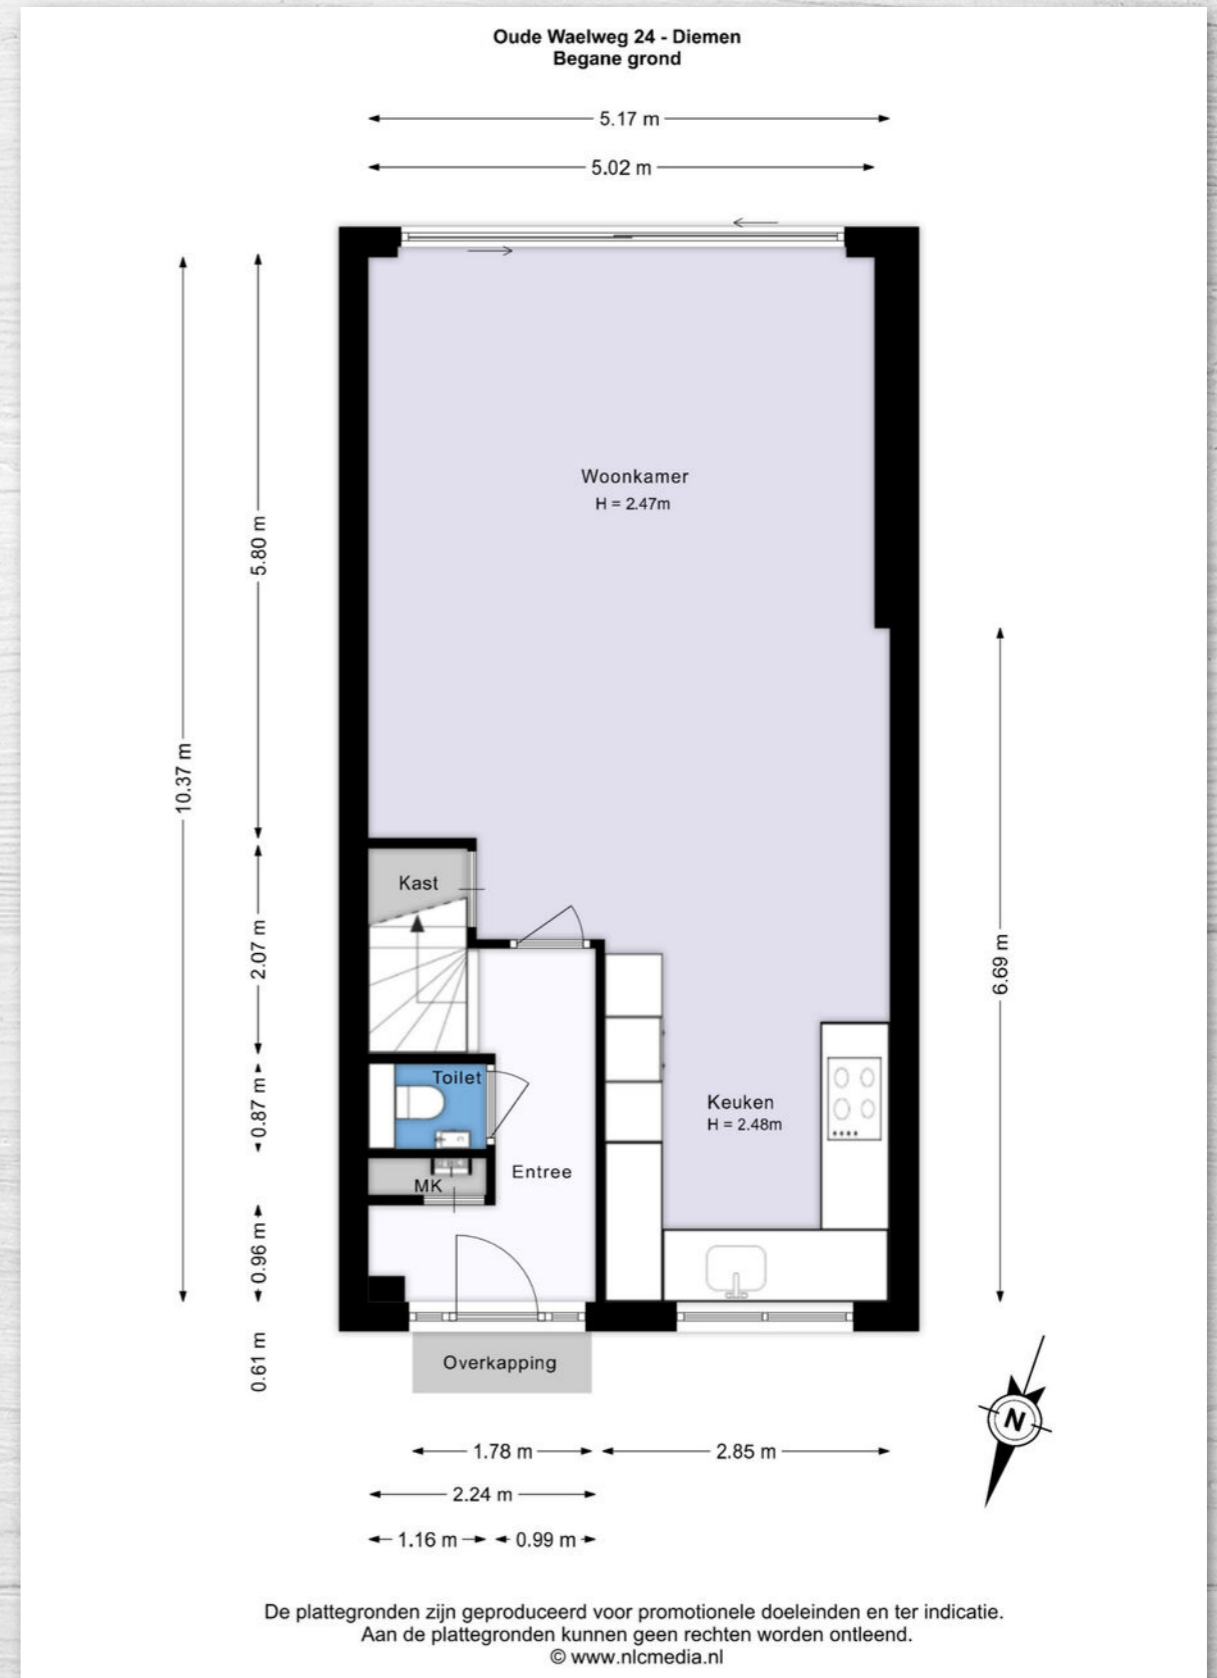 Oude Waelweg 24 - Diemen
Begane grond
5.17 m
5.02 m
Woonkamer
H = 2.47m
5.80 m
10.37 m
Kast
2.07 m
6.69 m
Toilet
0.87 m
Keuken
H = 2.48m
Entree
MK
0.96 m
0.61 m
Overkapping
N
1.78 m
2.85 m
2.24 m
1.16 m
0.99 m
De plattegronden zijn geproduceerd voor promotionele doeleinden en ter indicatie.
Aan de plattegronden kunnen geen rechten worden ontleend.
© www.nlcmedia.nl